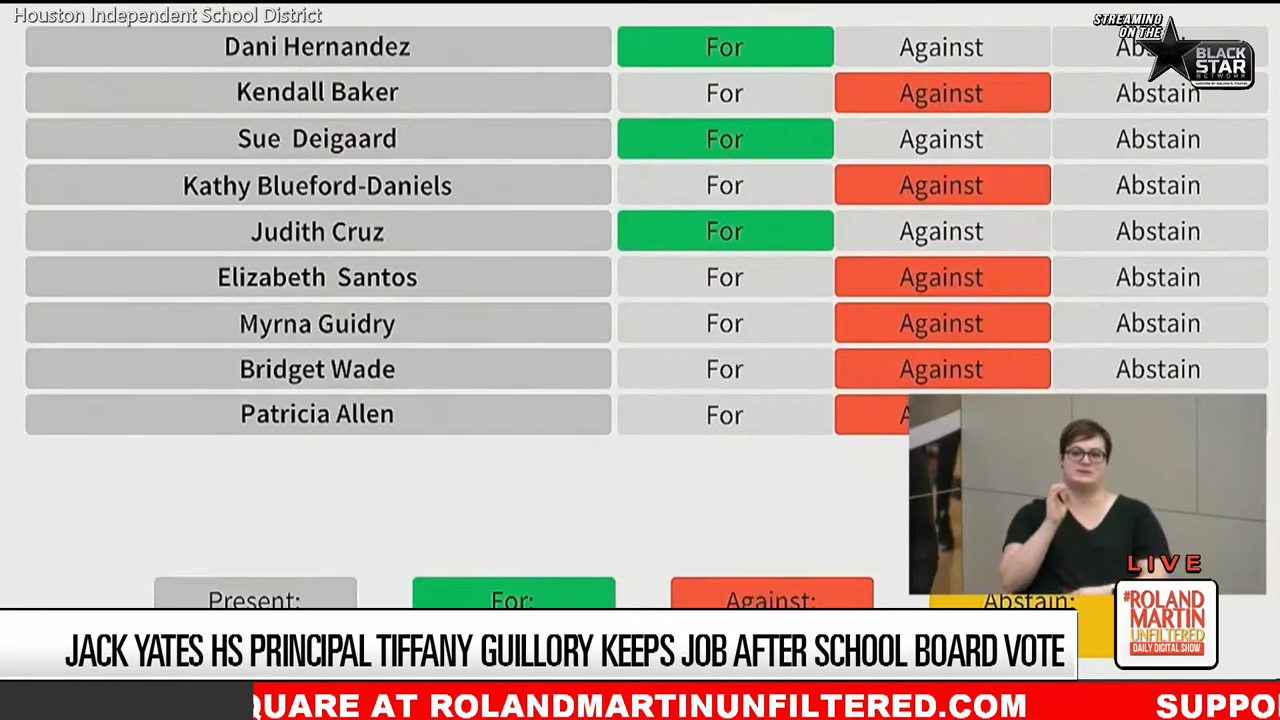 Houston Independent School District
STREAMING
ON THE
BLACK
STAR
NETWORK
Dani Hernandez For Against
Kendall Baker For Against Abstain
Sue Deigaard For Against Abstain
Kathy Blueford-Daniels For Against Abstain
Judith Cruz For Against Abstain
Elizabeth Santos For Against Abstain
Myrna Guidry For Against Abstain
Bridget Wade For Against Abstain
Patricia Allen For
Present: For: Against: Abstain:
LIVE
#ROLAND
MARTIN
UNFILTERED
DAILY DIGITAL SHOW
JACK YATES HS PRINCIPAL TIFFANY GUILLORY KEEPS JOB AFTER SCHOOL BOARD VOTE
QUARE AT ROLANDMARTINUNFILTERED.COM SUPPO